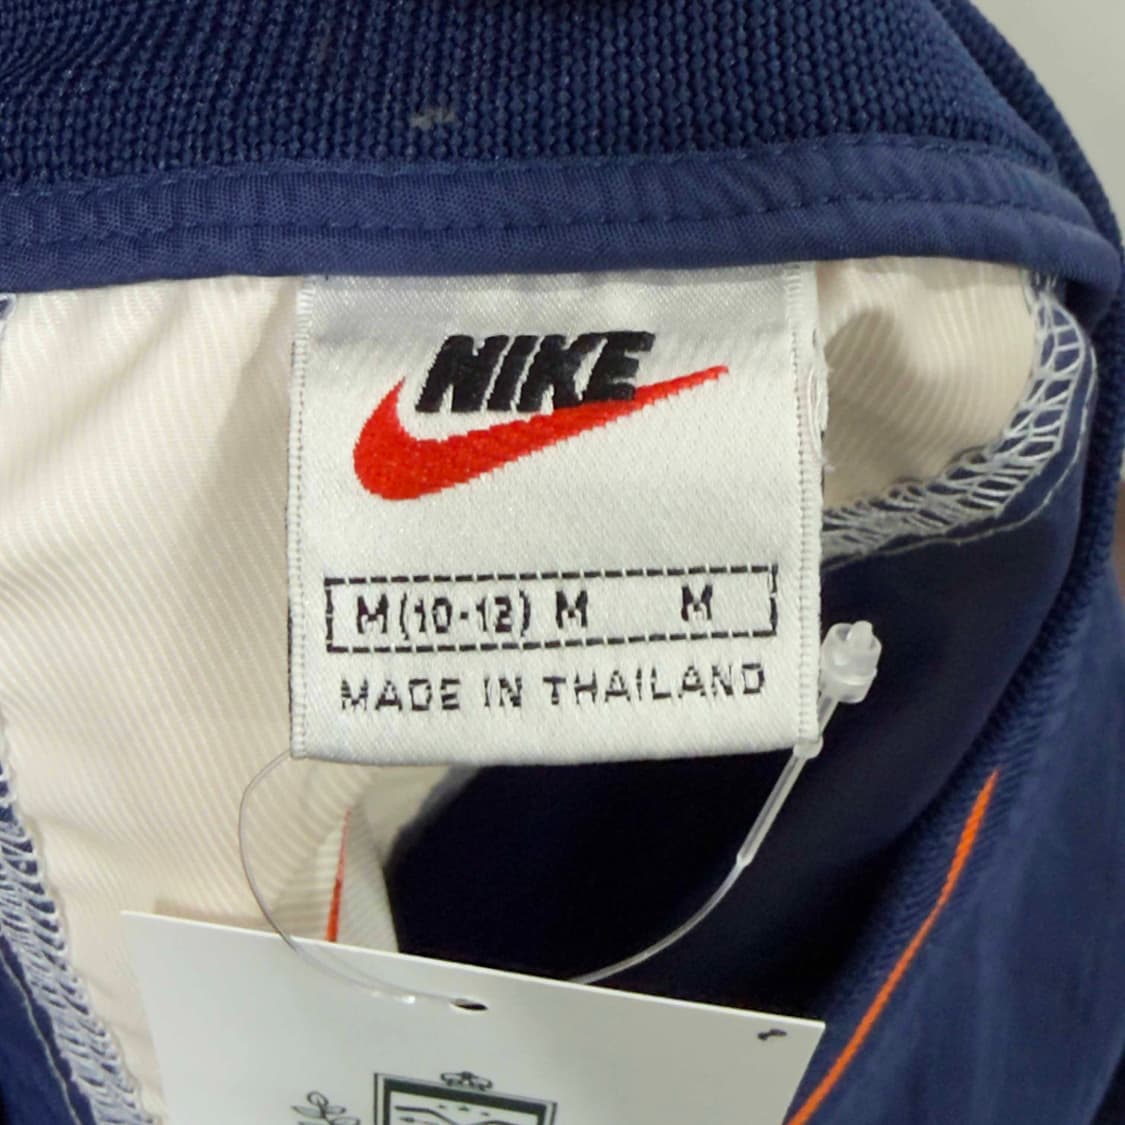 NIKE
M (10-12) M M
MADE IN THAILAND